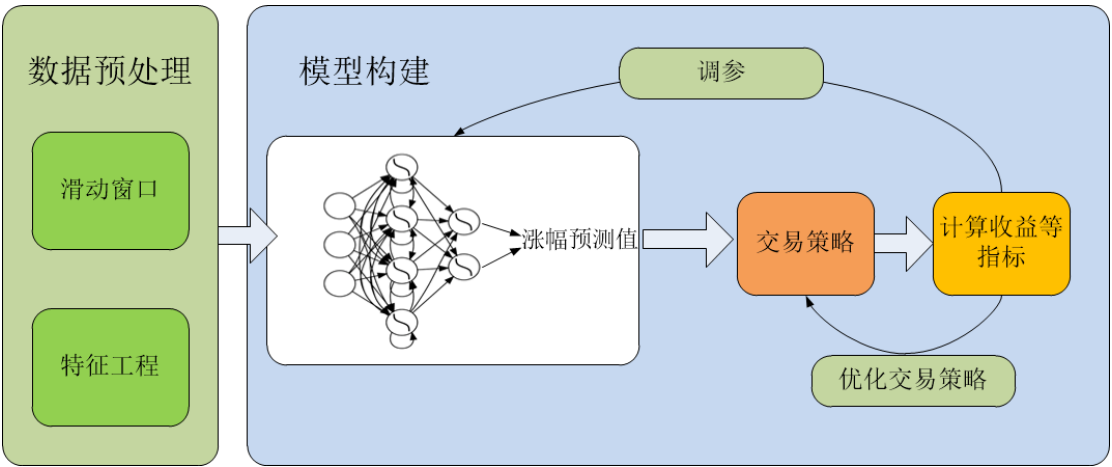 数据预处理
滑动窗口
特征工程
模型构建
调参
涨幅预测值
交易策略
计算收益等
指标
优化交易策略